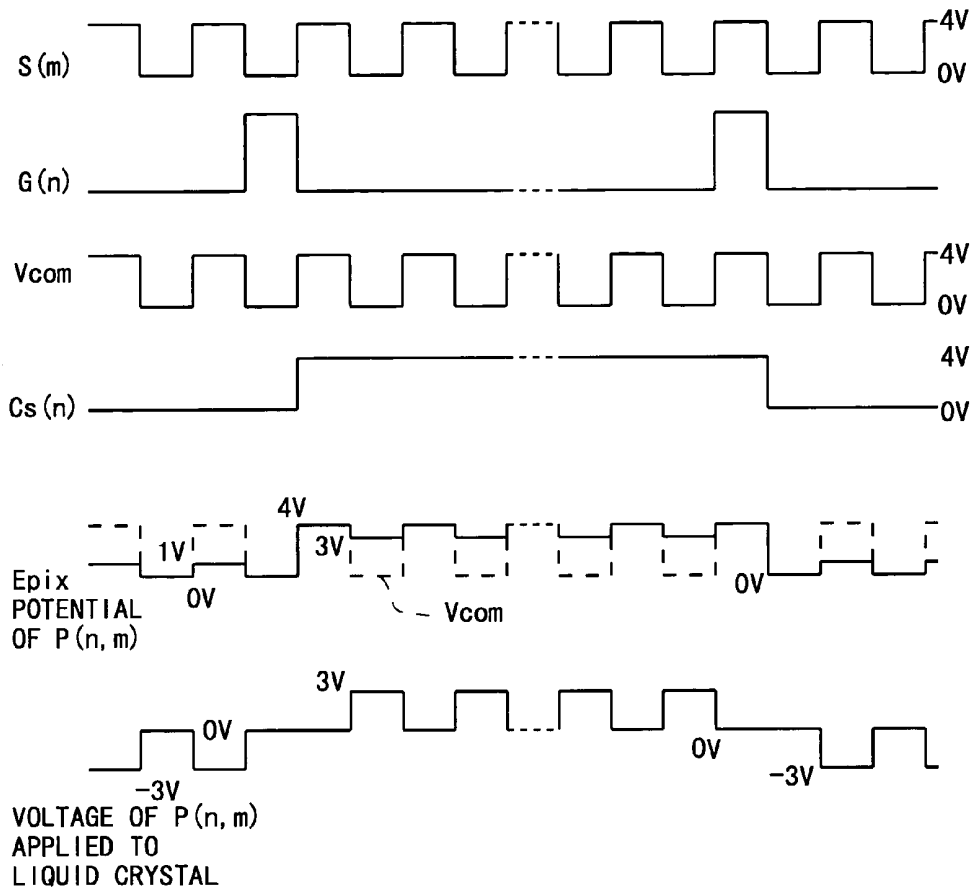 4V
S(m)
0V
G(n)
4V
Vcom
0V
4V
Cs(n)
0V
4V
1V
3V
0V
0V
Epix
POTENTIAL
OF P(n,m)
Vcom
3V
0V
0V
-3V
-3V
VOLTAGE OF P(n,m)
APPLIED TO
LIQUID CRYSTAL